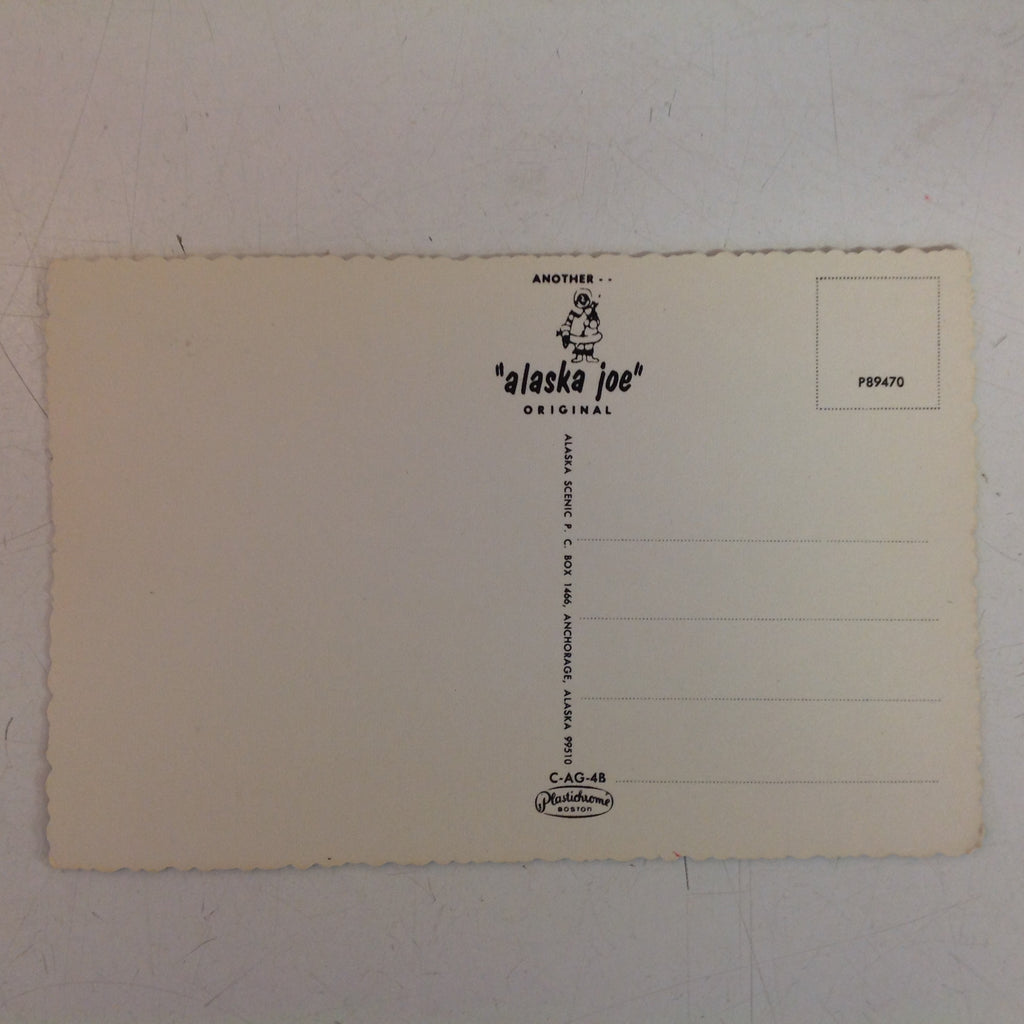 ANOTHER - -
"alaska joe"
ORIGINAL
P89470
ALASKA SCENIC P. C. BOX 1466, ANCHORAGE, ALASKA 99510
C-AG-4B
Plastichrome
BOSTON